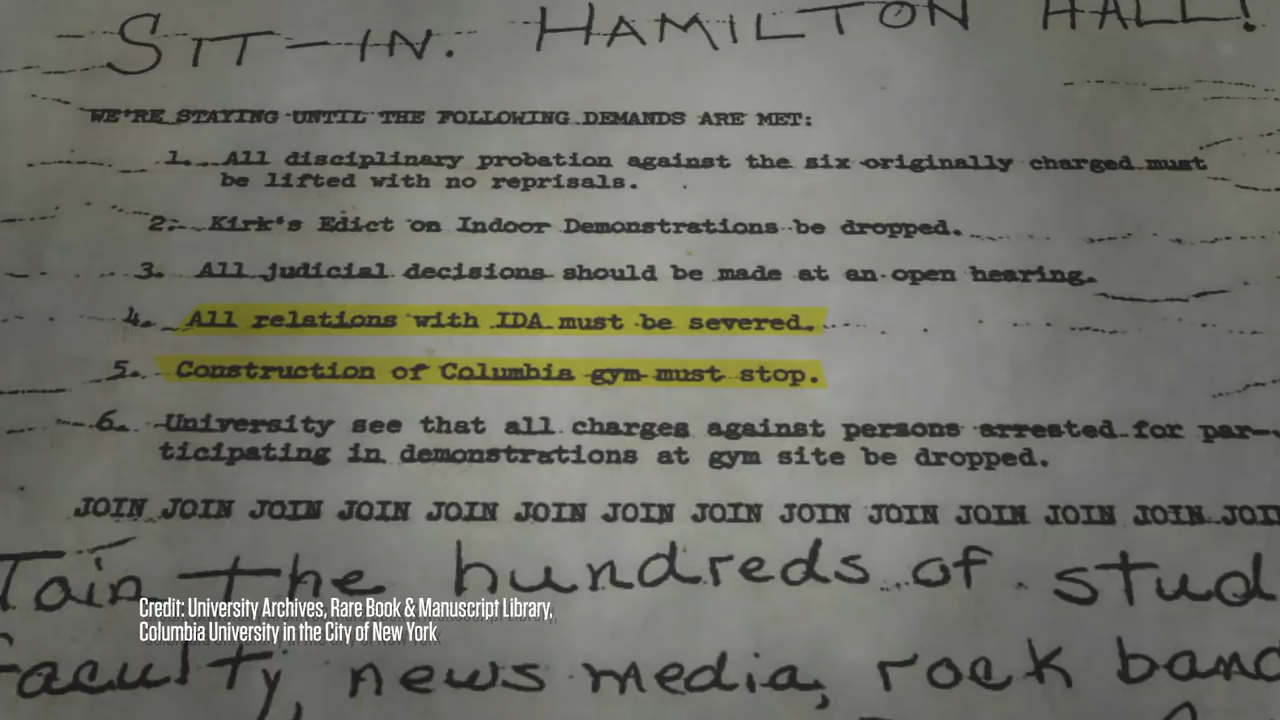 SIT-IN. HAMILTON HALL!
WE'RE STAYING UNTIL THE FOLLOWING DEMANDS ARE MET:
1. All disciplinary probation against the six originally charged must
be lifted with no reprisals.
2. Kirk's Edict on Indoor Demonstrations be dropped.
3. All judicial decisions should be made at an open hearing.
4. All relations with IDA must be severed.
5. Construction of Columbia gym must stop.
6. University see that all charges against persons arrested for par-
ticipating in demonstrations at gym site be dropped.
JOIN JOIN JOIN JOIN JOIN JOIN JOIN JOIN JOIN JOIN JOIN JOIN JOIN JOI
Join the hundreds of stud
Credit: University Archives, Rare Book & Manuscript Library,
Columbia University in the City of New York
faculty, news media, rock band